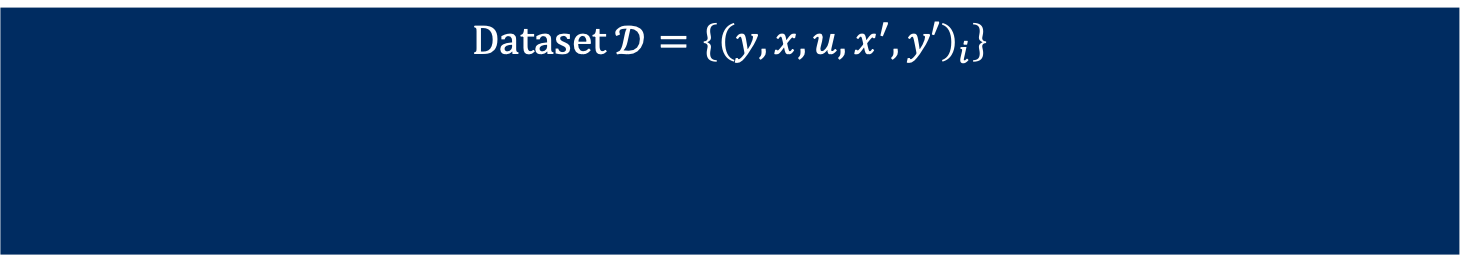 Dataset 𝒟 = {(y, x, u, x′, y′)ᵢ}